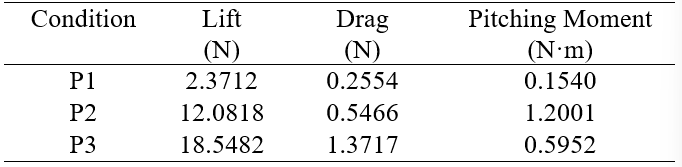 Condition Lift Drag Pitching Moment
(N) (N) (N·m)
P1 2.3712 0.2554 0.1540
P2 12.0818 0.5466 1.2001
P3 18.5482 1.3717 0.5952